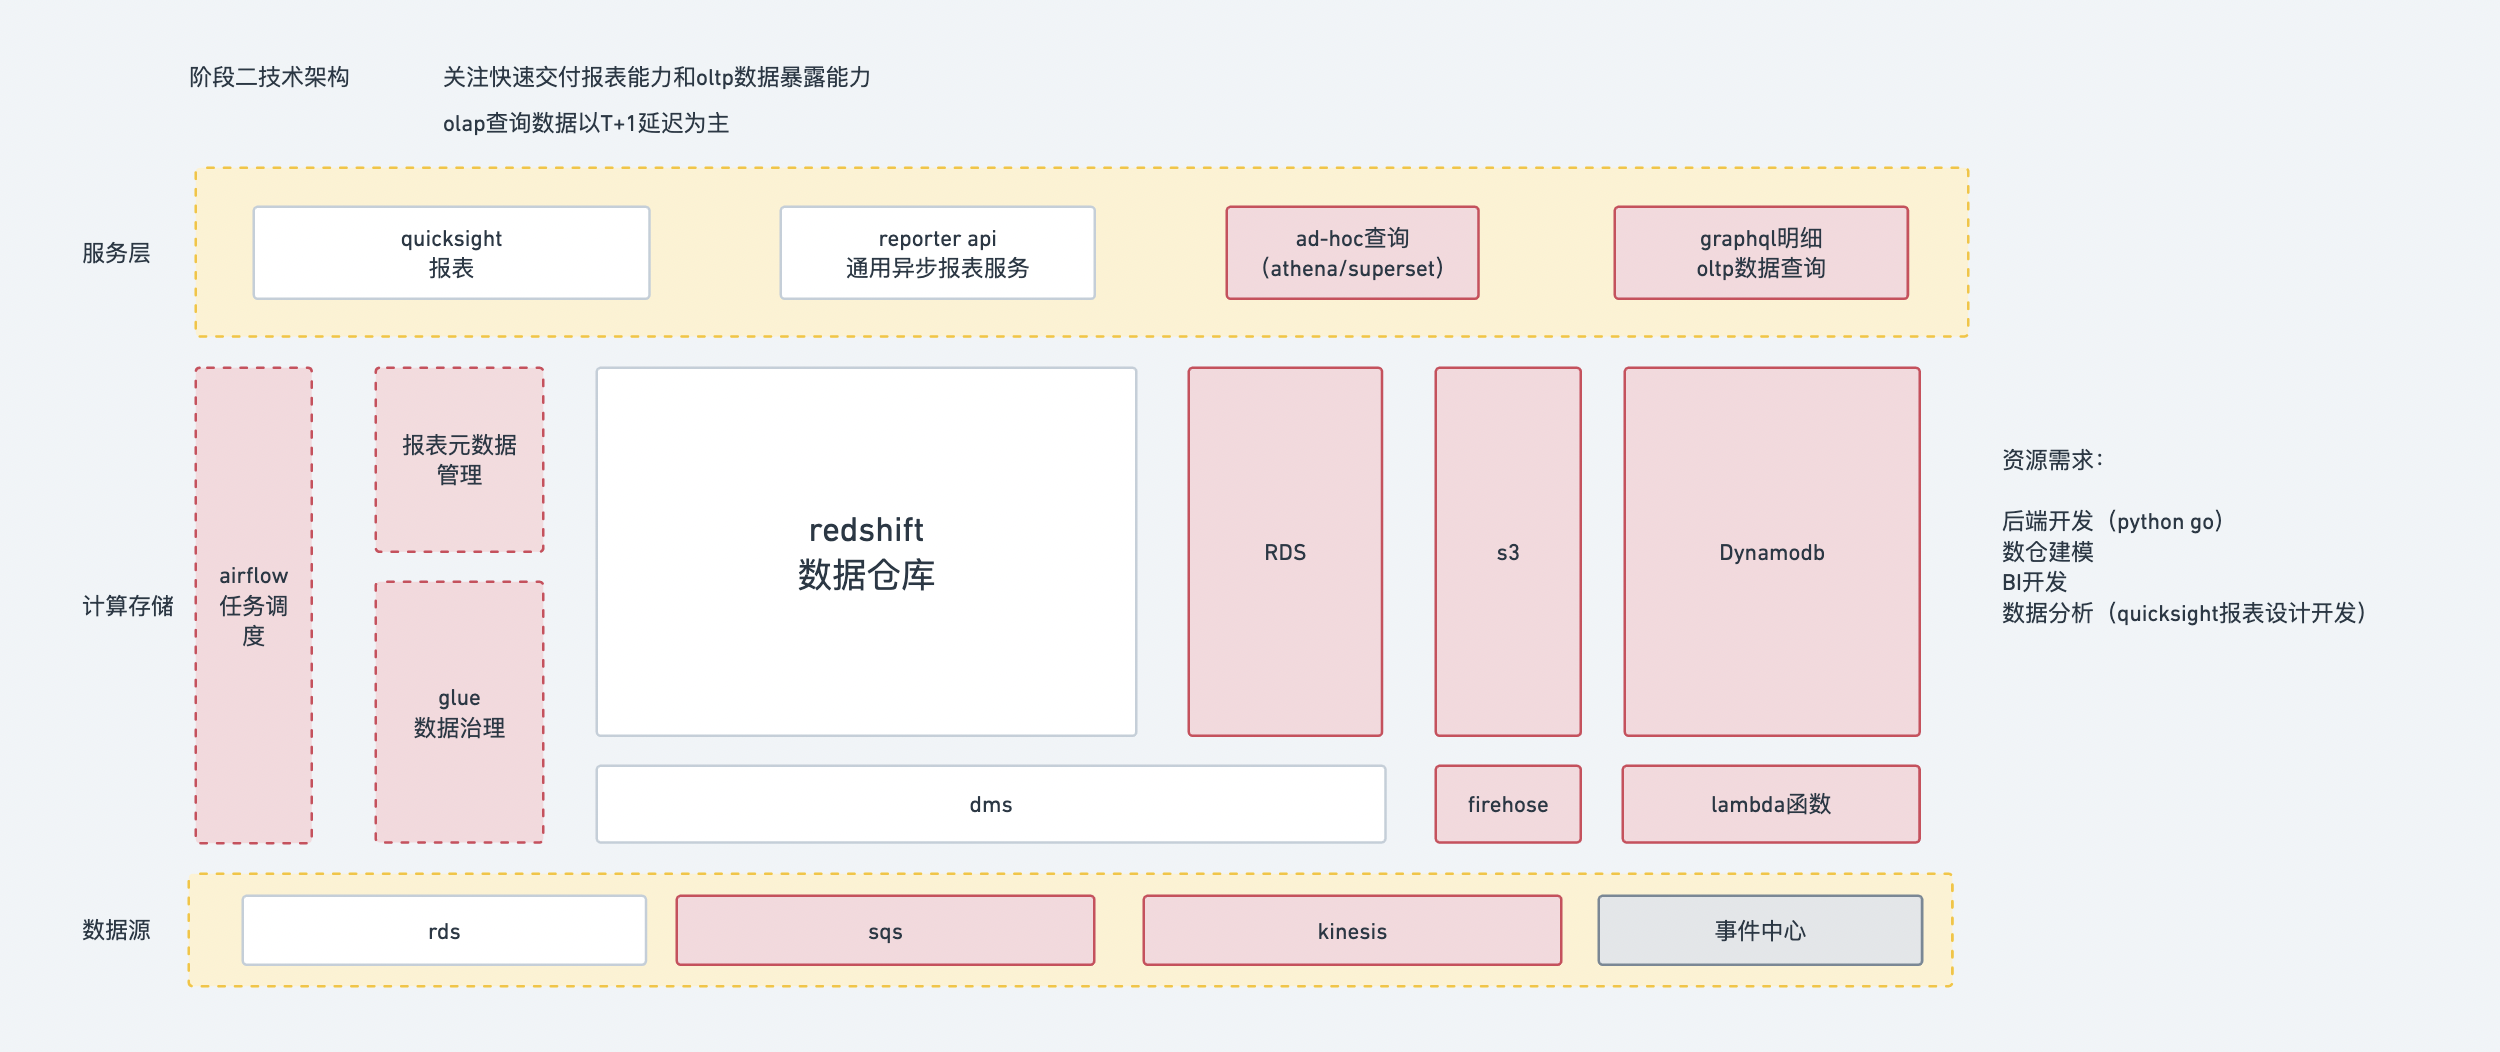 阶段二技术架构
关注快速交付报表能力和oltp数据暴露能力
olap查询数据以T+1延迟为主
服务层
quicksight
报表
reporter api
通用异步报表服务
ad-hoc查询
（athena/superset）
graphql明细
oltp数据查询
计算存储
airflow
任务调
度
报表元数据
管理
glue
数据治理
redshift
数据仓库
RDS
s3
Dynamodb
dms
firehose
lambda函数
资源需求：
后端开发（python go）
数仓建模
BI开发
数据分析（quicksight报表设计开发）
数据源
rds
sqs
kinesis
事件中心